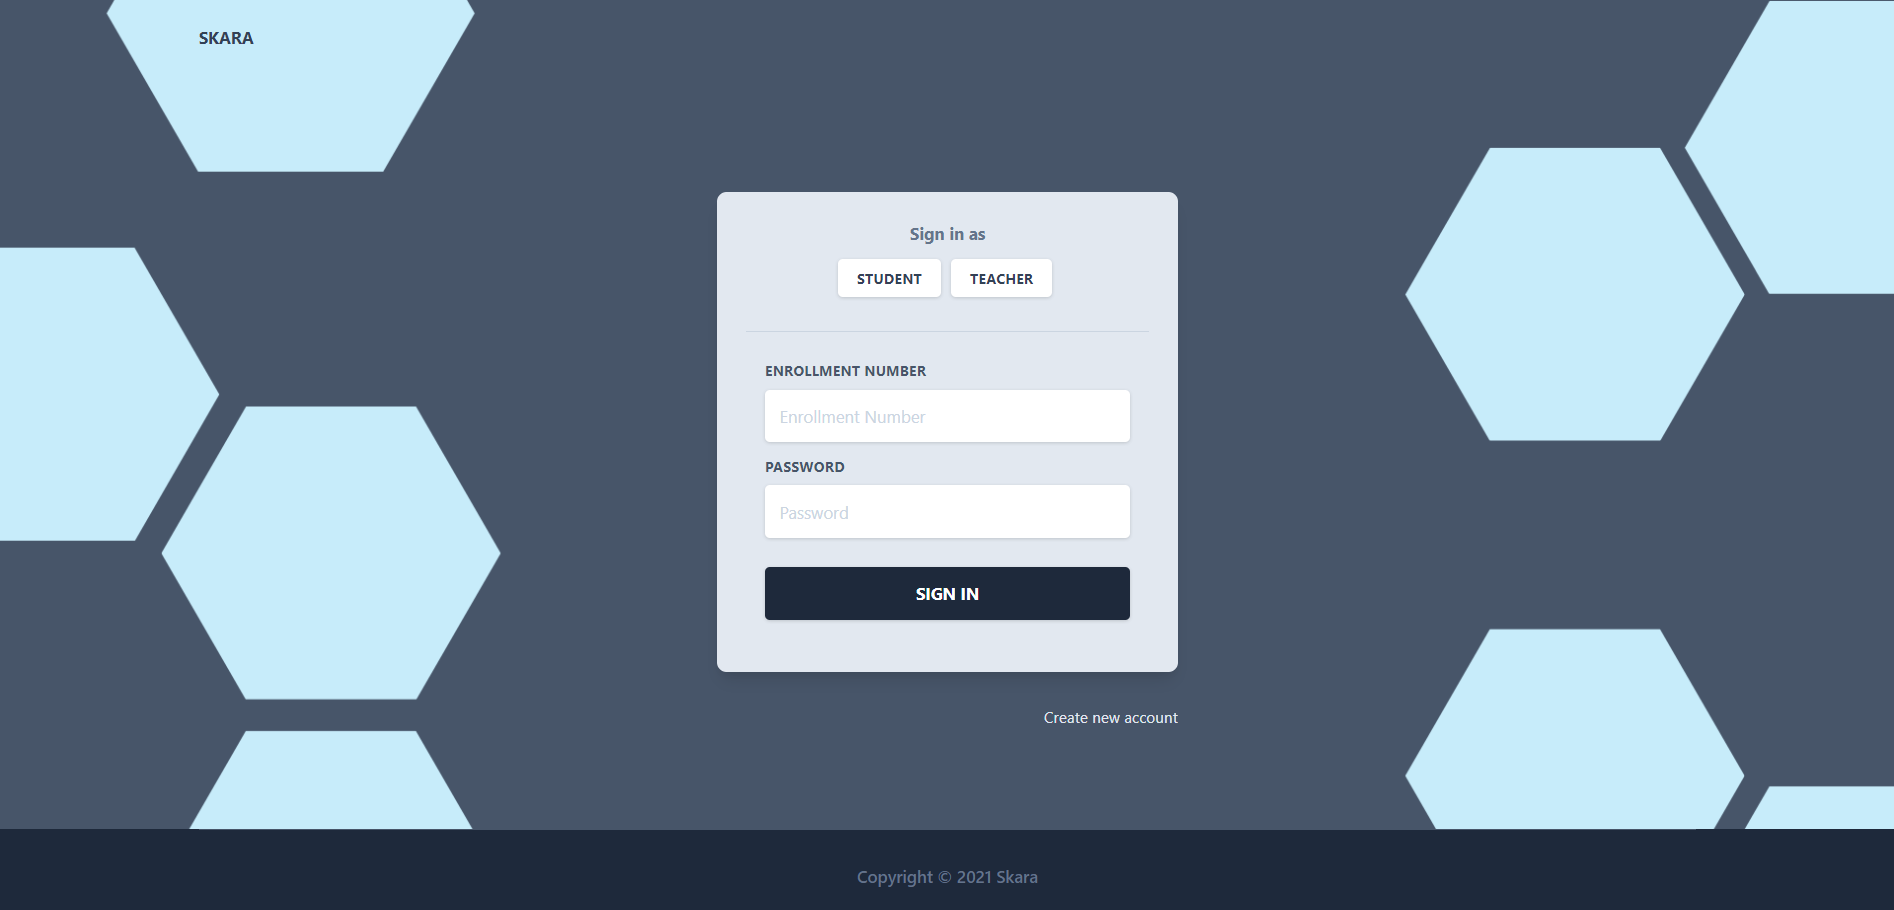 SKARA
Sign in as
STUDENT TEACHER
ENROLLMENT NUMBER
Enrollment Number
PASSWORD
Password
SIGN IN
Create new account
Copyright © 2021 Skara